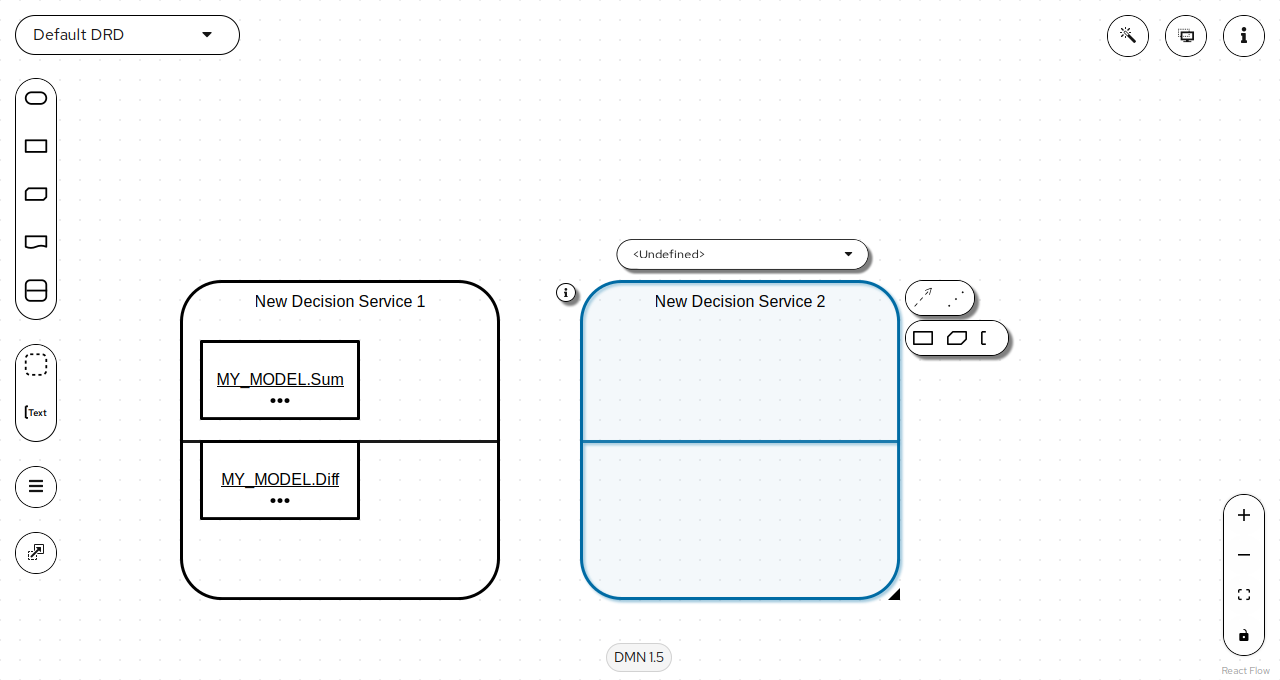 Default DRD
<Undefined>
New Decision Service 1
New Decision Service 2
MY_MODEL.Sum
•••
Text
MY_MODEL.Diff
•••
DMN 1.5
React Flow